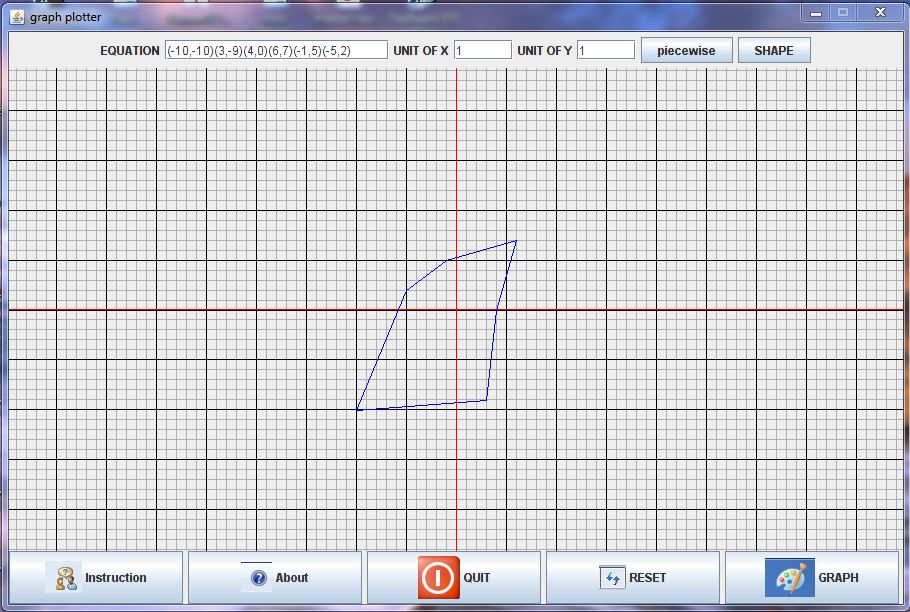 graph plotter
EQUATION (-10,-10)(3,-9)(4,0)(6,7)(-1,5)(-5,2) UNIT OF X 1 UNIT OF Y 1 piecewise SHAPE
Instruction About QUIT RESET GRAPH